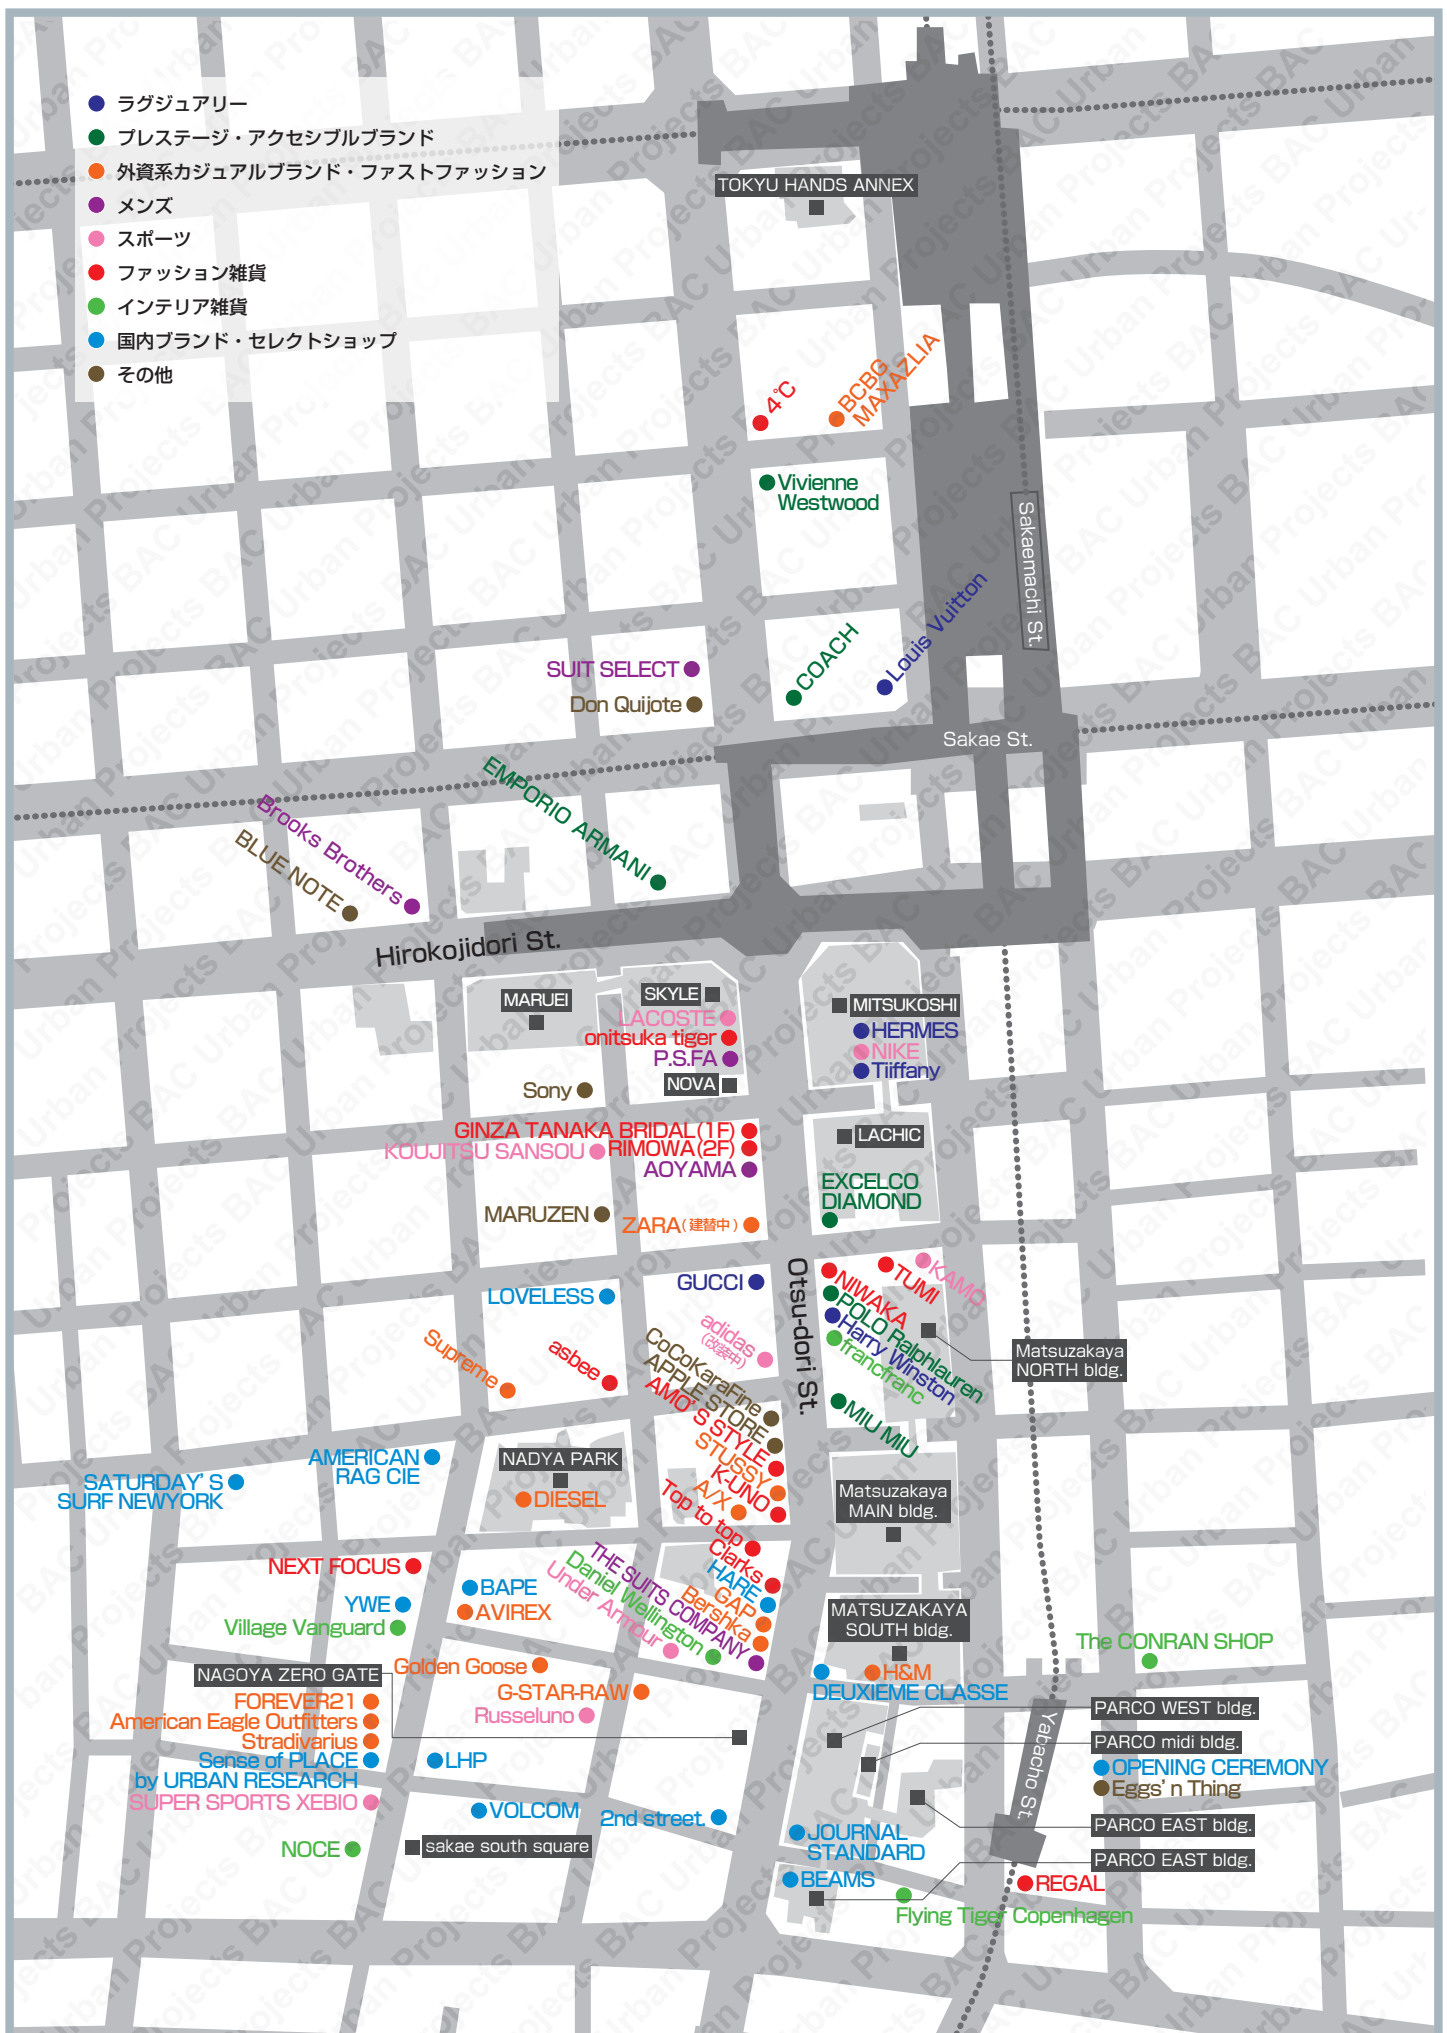 ラグジュアリー
プレステージ・アクセシブルブランド
外資系カジュアルブランド・ファストファッション
メンズ
スポーツ
ファッション雑貨
インテリア雑貨
国内ブランド・セレクトショップ
その他
TOKYU HANDS ANNEX
4℃
BCBG
MAXAZLIA
Vivienne
Westwood
Sakaemachi St.
COACH
Louis Vuitton
SUIT SELECT
Don Quijote
Sakae St.
EMPORIO ARMANI
Brooks Brothers
BLUE NOTE
Hirokojidori St.
MARUEI
SKYLE
LACOSTE
onitsuka tiger
P.S.FA
NOVA
MITSUKOSHI
HERMES
NIKE
Tiiffany
Sony
GINZA TANAKA BRIDAL(1F)
KOUJITSU SANSOU
RIMOWA(2F)
AOYAMA
LACHIC
EXCELCO
DIAMOND
MARUZEN
ZARA(建替中)
Otsu-dori St.
GUCCI
LOVELESS
adidas
(改装中)
NIWAKA
TUMI
KAMO
POLO Ralphlauren
Harry Winston
francfranc
MIU MIU
Matsuzakaya
NORTH bldg.
Supreme
asbee
CoCoKaraFine
APPLE STORE
AMO'S STYLE
STUSSY
K-UNO
A/X
Top to top
Clarks
HARE
GAP
Bershka
THE SUITS COMPANY
Daniel Wellington
Under Armour
AMERICAN
RAG CIE
SATURDAY'S
SURF NEWYORK
NADYA PARK
DIESEL
Matsuzakaya
MAIN bldg.
NEXT FOCUS
YWE
Village Vanguard
BAPE
AVIREX
MATSUZAKAYA
SOUTH bldg.
H&M
DEUXIEME CLASSE
The CONRAN SHOP
NAGOYA ZERO GATE
FOREVER21
American Eagle Outfitters
Stradivarius
Sense of PLACE
by URBAN RESEARCH
SUPER SPORTS XEBIO
NOCE
Golden Goose
G-STAR-RAW
Russeluno
LHP
VOLCOM
2nd street.
sakae south square
PARCO WEST bldg.
PARCO midi bldg.
OPENING CEREMONY
Eggs'n Thing
PARCO EAST bldg.
PARCO EAST bldg.
Yabacho St.
JOURNAL
STANDARD
BEAMS
REGAL
Flying Tiger Copenhagen
BAC Urban Projects